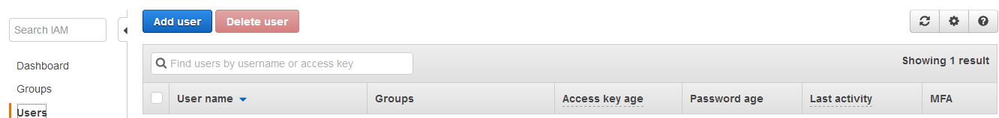 Search IAM
Add user
Delete user
Find users by username or access key
Showing 1 result
Dashboard
Groups
Users
User name
Groups
Access key age
Password age
Last activity
MFA